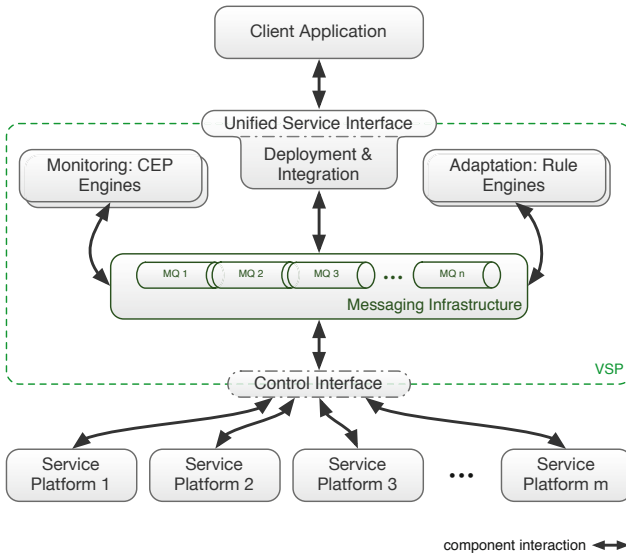 Client Application
Unified Service Interface
Deployment &
Integration
Monitoring: CEP
Engines
Adaptation: Rule
Engines
MQ 1
MQ 2
MQ 3
...
MQ n
Messaging Infrastructure
VSP
Control Interface
Service
Platform 1
Service
Platform 2
Service
Platform 3
...
Service
Platform m
component interaction